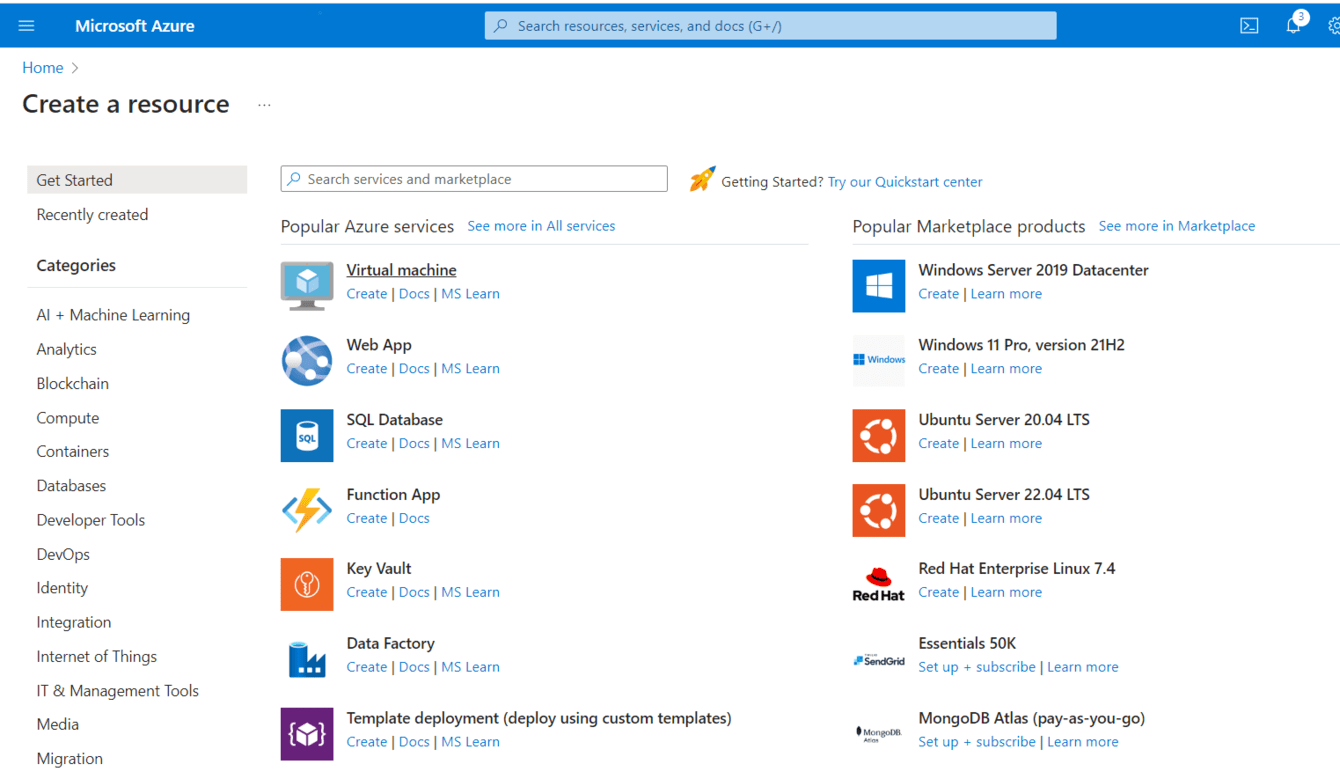 Microsoft Azure
Search resources, services, and docs (G+/)
3
Home
Create a resource ...
Get Started
Recently created
Categories
AI + Machine Learning
Analytics
Blockchain
Compute
Containers
Databases
Developer Tools
DevOps
Identity
Integration
Internet of Things
IT & Management Tools
Media
Migration
Search services and marketplace
Getting Started? Try our Quickstart center
Popular Azure services See more in All services
Virtual machine
Create | Docs | MS Learn
Web App
Create | Docs | MS Learn
SQL
SQL Database
Create | Docs | MS Learn
Function App
Create | Docs
Key Vault
Create | Docs | MS Learn
Data Factory
Create | Docs | MS Learn
Template deployment (deploy using custom templates)
Create | Docs | MS Learn
Popular Marketplace products See more in Marketplace
Windows Server 2019 Datacenter
Create | Learn more
Windows
Windows 11 Pro, version 21H2
Create | Learn more
Ubuntu Server 20.04 LTS
Create | Learn more
Ubuntu Server 22.04 LTS
Create | Learn more
Red Hat
Red Hat Enterprise Linux 7.4
Create | Learn more
SendGrid
Essentials 50K
Set up + subscribe | Learn more
MongoDB.
Atlas
MongoDB Atlas (pay-as-you-go)
Set up + subscribe | Learn more